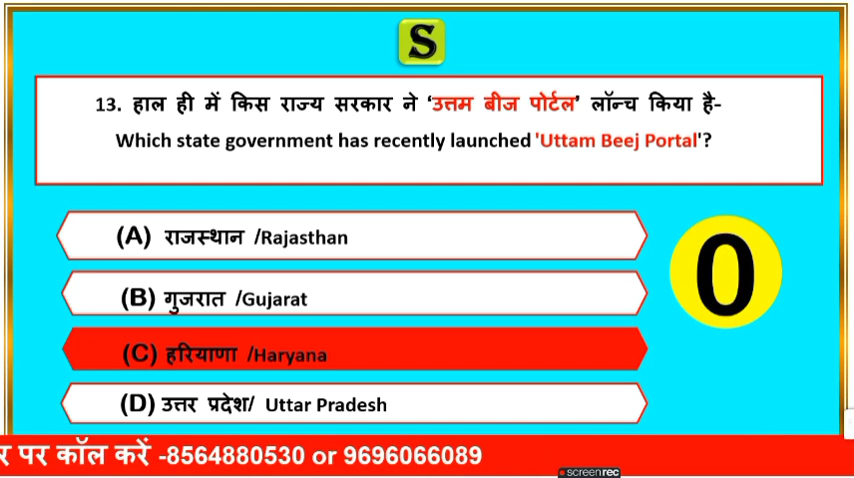 S
13. हाल ही में किस राज्य सरकार ने ‘उत्तम बीज पोर्टल’ लॉन्च किया है-
Which state government has recently launched 'Uttam Beej Portal'?
(A) राजस्थान /Rajasthan
(B) गुजरात /Gujarat
(C) हरियाणा /Haryana
(D) उत्तर प्रदेश/ Uttar Pradesh
0
र पर कॉल करें -8564880530 or 9696066089
screenrec